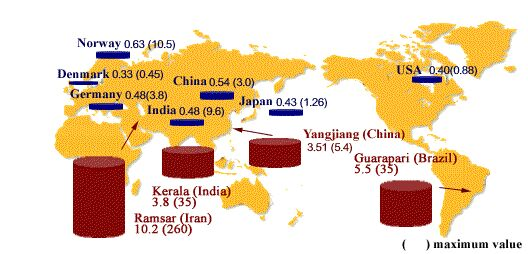 Norway 0.63 (10.5)
Denmark 0.33 (0.45)
Germany 0.48(3.8)
China 0.54 (3.0)
India 0.48 (9.6)
Japan 0.43 (1.26)
USA 0.40(0.88)
Yangjiang (China)
3.51 (5.4)
Guarapari (Brazil)
5.5 (35)
Kerala (India)
3.8 (35)
Ramsar (Iran)
10.2 (260)
( ) maximum value